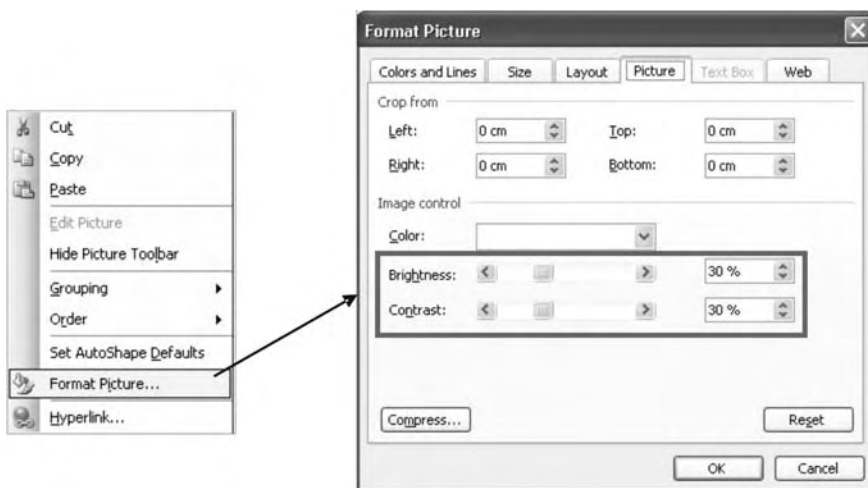 Cut
Copy
Paste
Edit Picture
Hide Picture Toolbar
Grouping
Order
Set AutoShape Defaults
Format Picture...
Hyperlink...
Format Picture
Colors and Lines Size Layout Picture Text Box Web
Crop from
Left: 0 cm Top: 0 cm
Right: 0 cm Bottom: 0 cm
Image control
Color:
Brightness: 30 %
Contrast: 30 %
Compress... Reset
OK Cancel